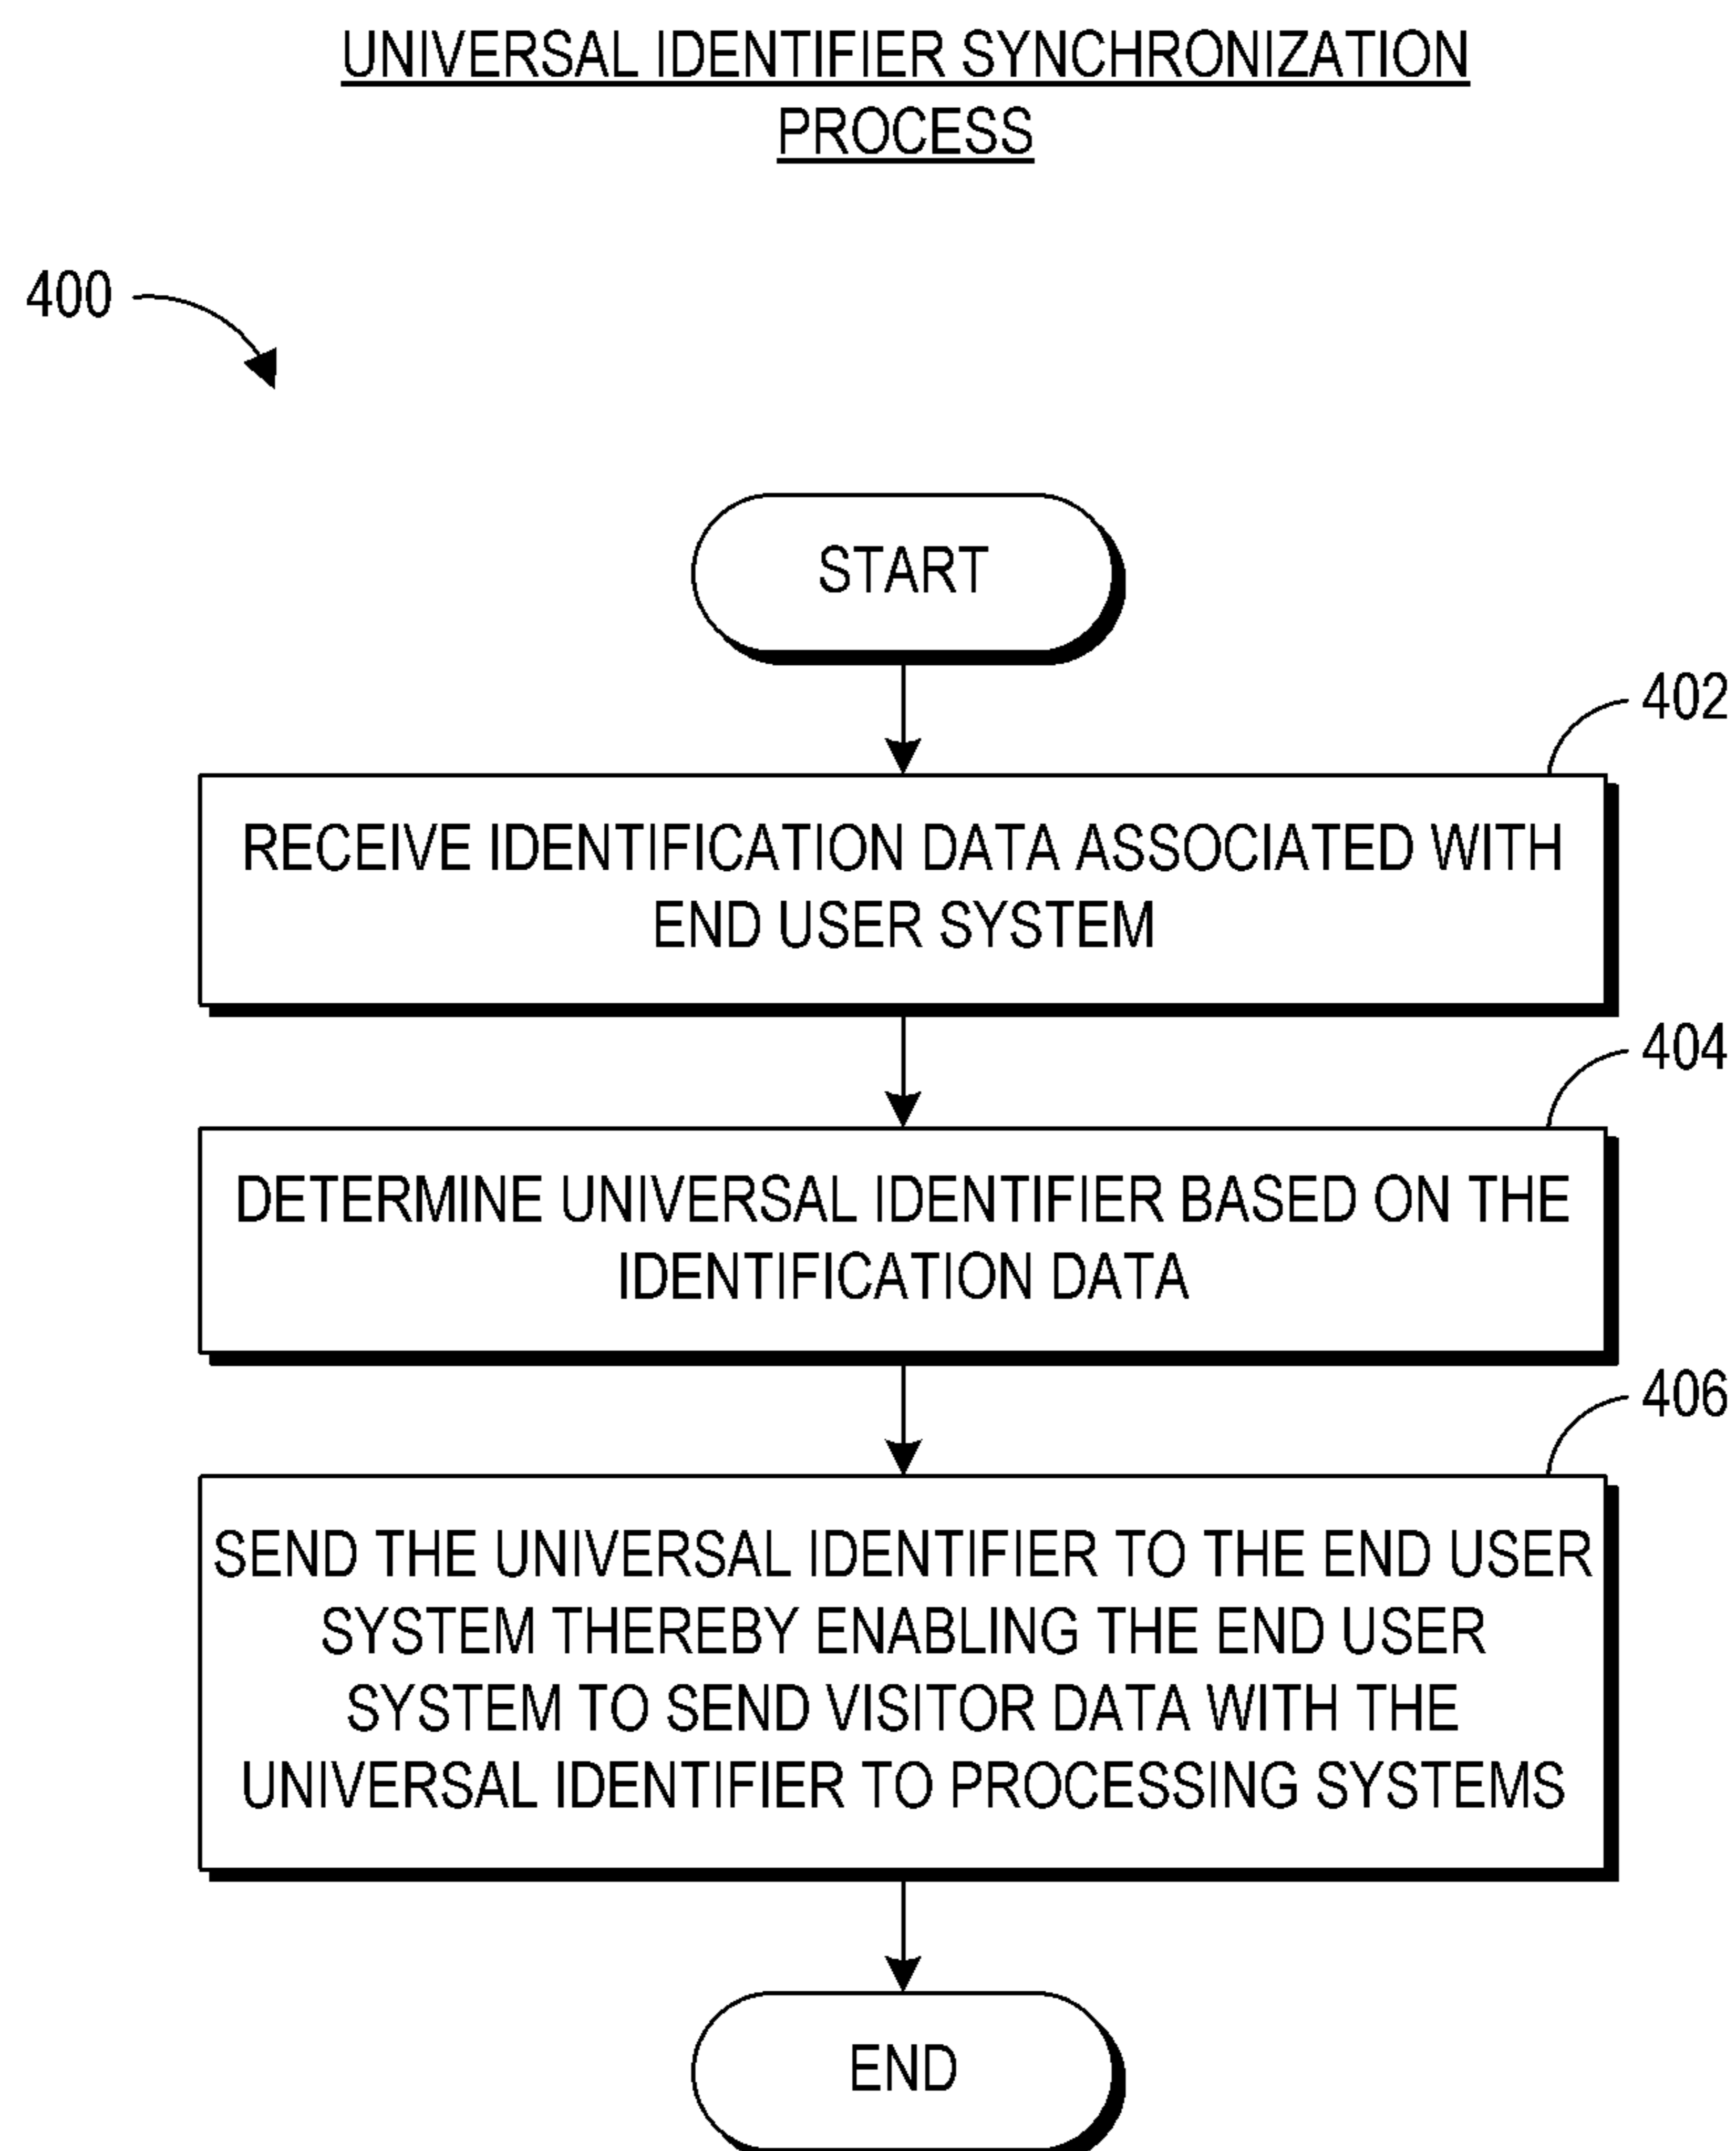 UNIVERSAL IDENTIFIER SYNCHRONIZATION
PROCESS
400
START
402
RECEIVE IDENTIFICATION DATA ASSOCIATED WITH
END USER SYSTEM
404
DETERMINE UNIVERSAL IDENTIFIER BASED ON THE
IDENTIFICATION DATA
406
SEND THE UNIVERSAL IDENTIFIER TO THE END USER
SYSTEM THEREBY ENABLING THE END USER
SYSTEM TO SEND VISITOR DATA WITH THE
UNIVERSAL IDENTIFIER TO PROCESSING SYSTEMS
END